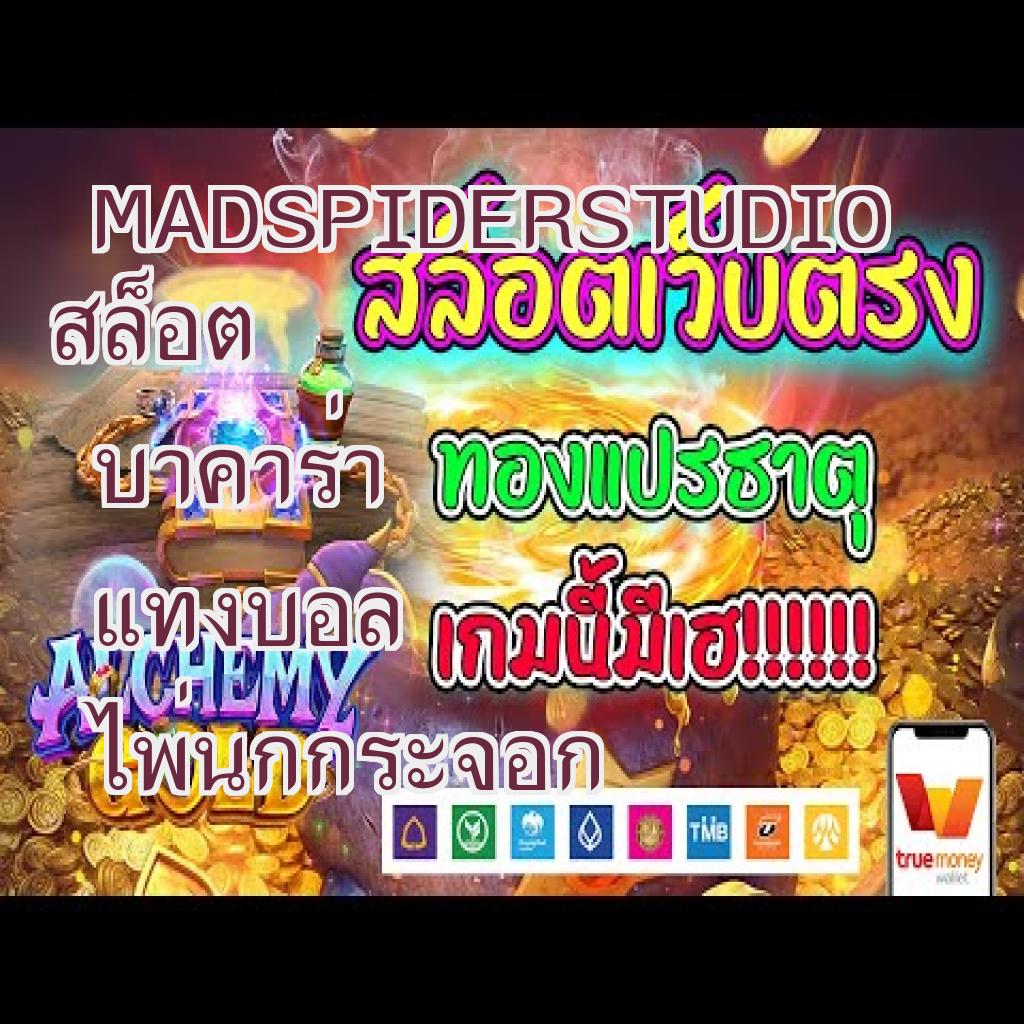 MADSPIDERSTUDIO
สล็อตเว็บตรง
สล็อต
บาคาร่า
ทองแปรธาตุ
แทงบอล
เกมนี้มีเฮ!!!!!!
ALCHEMY
GOLD
ไพ่นกกระจอก
TMB
true money
wallet